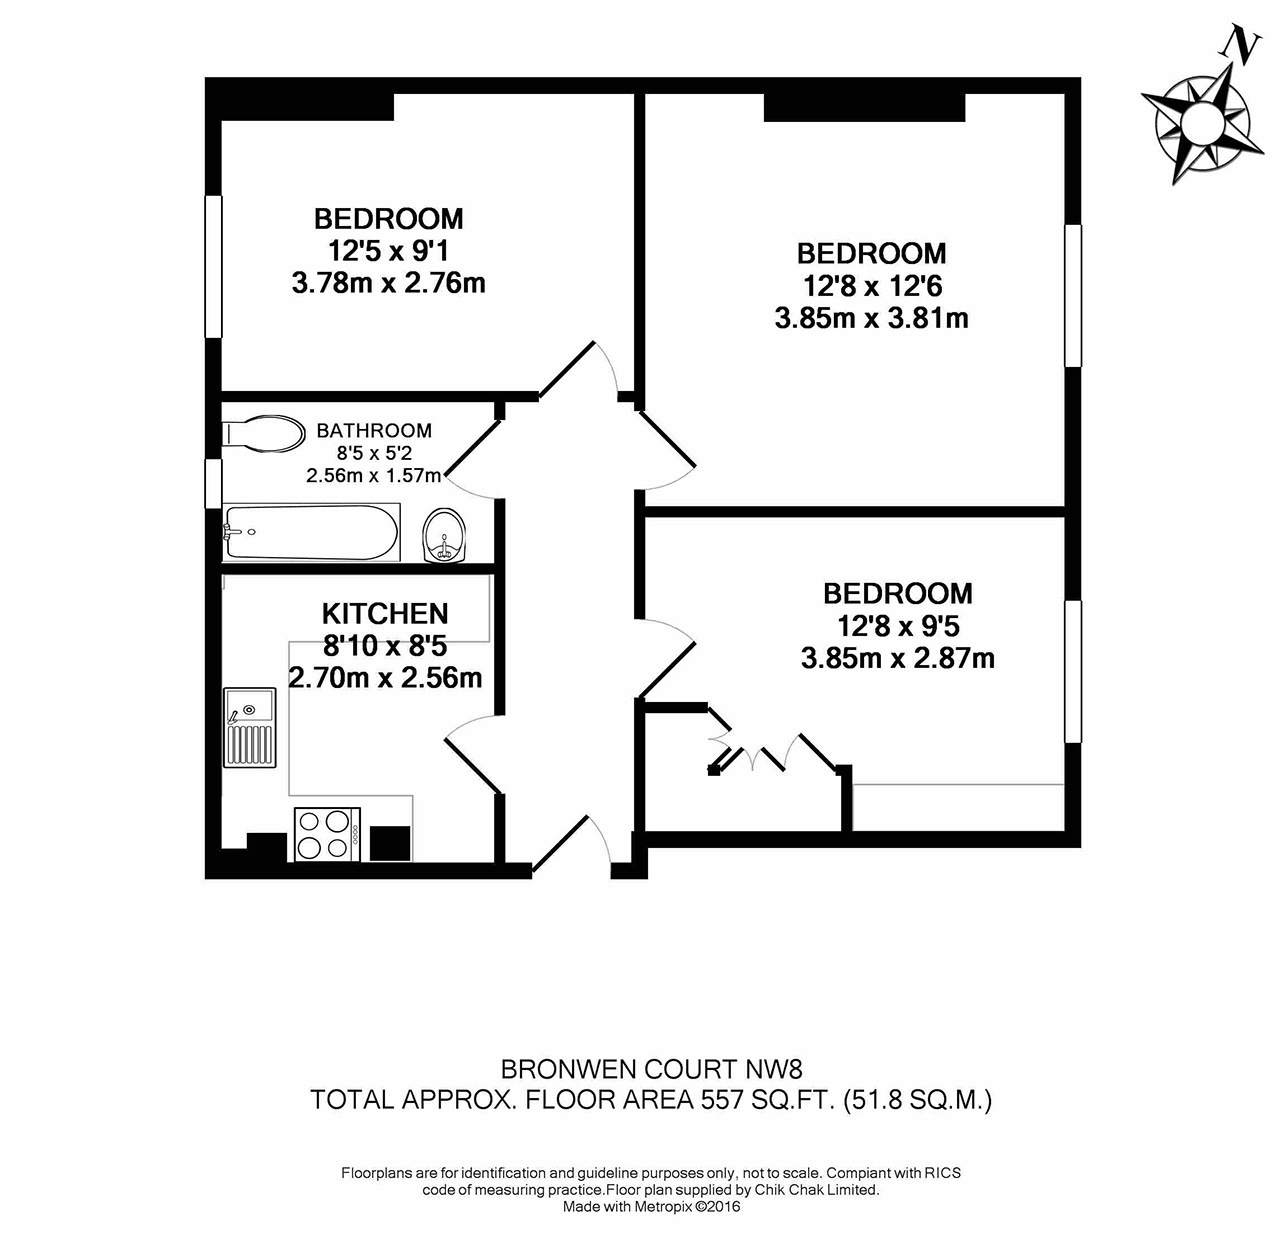 N
BEDROOM
12'5 x 9'1
3.78m x 2.76m
BEDROOM
12'8 x 12'6
3.85m x 3.81m
BATHROOM
8'5 x 5'2
2.56m x 1.57m
KITCHEN
8'10 x 8'5
2.70m x 2.56m
BEDROOM
12'8 x 9'5
3.85m x 2.87m
BRONWEN COURT NW8
TOTAL APPROX. FLOOR AREA 557 SQ.FT. (51.8 SQ.M.)
Floorplans are for identification and guideline purposes only, not to scale. Compiant with RICS
code of measuring practice.Floor plan supplied by Chik Chak Limited.
Made with Metropix ©2016